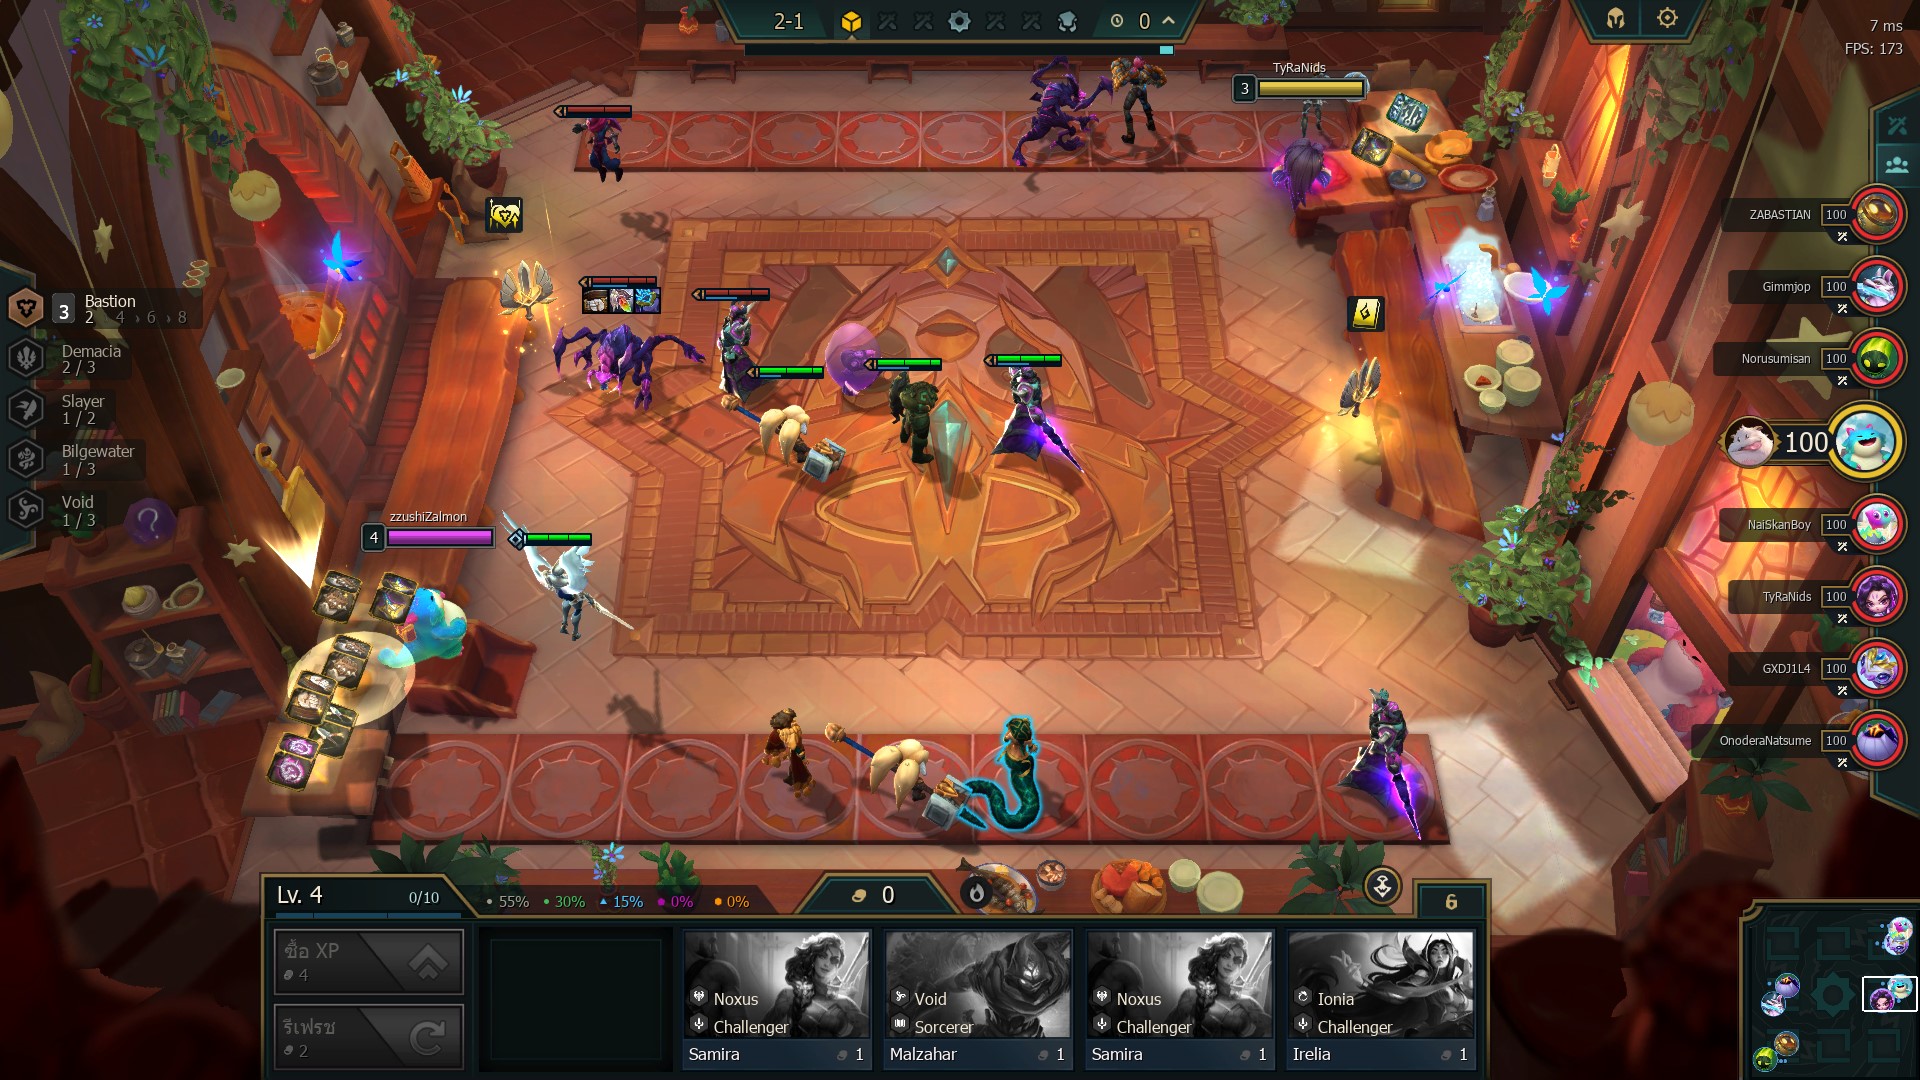 2-1
0
7 ms
FPS: 173
TyRaNids
3
ZABASTIAN 100
Gimmjop 100
3 Bastion
2 › 4 › 6 › 8
Norusumisan 100
Demacia
2 / 3
Slayer
1 / 2
100
Bilgewater
1 / 3
Void
1 / 3
zzushiZalmon
4
NaiSkanBoy 100
TyRaNids 100
GXDJ1L4 100
OnoderaNatsume 100
Lv. 4 0/10
55% 30% 15% 0% 0%
0
6
ซื้อ XP
4
รีเฟรช
2
Noxus
Challenger
Samira 1
Void
Sorcerer
Malzahar 1
Noxus
Challenger
Samira 1
Ionia
Challenger
Irelia 1